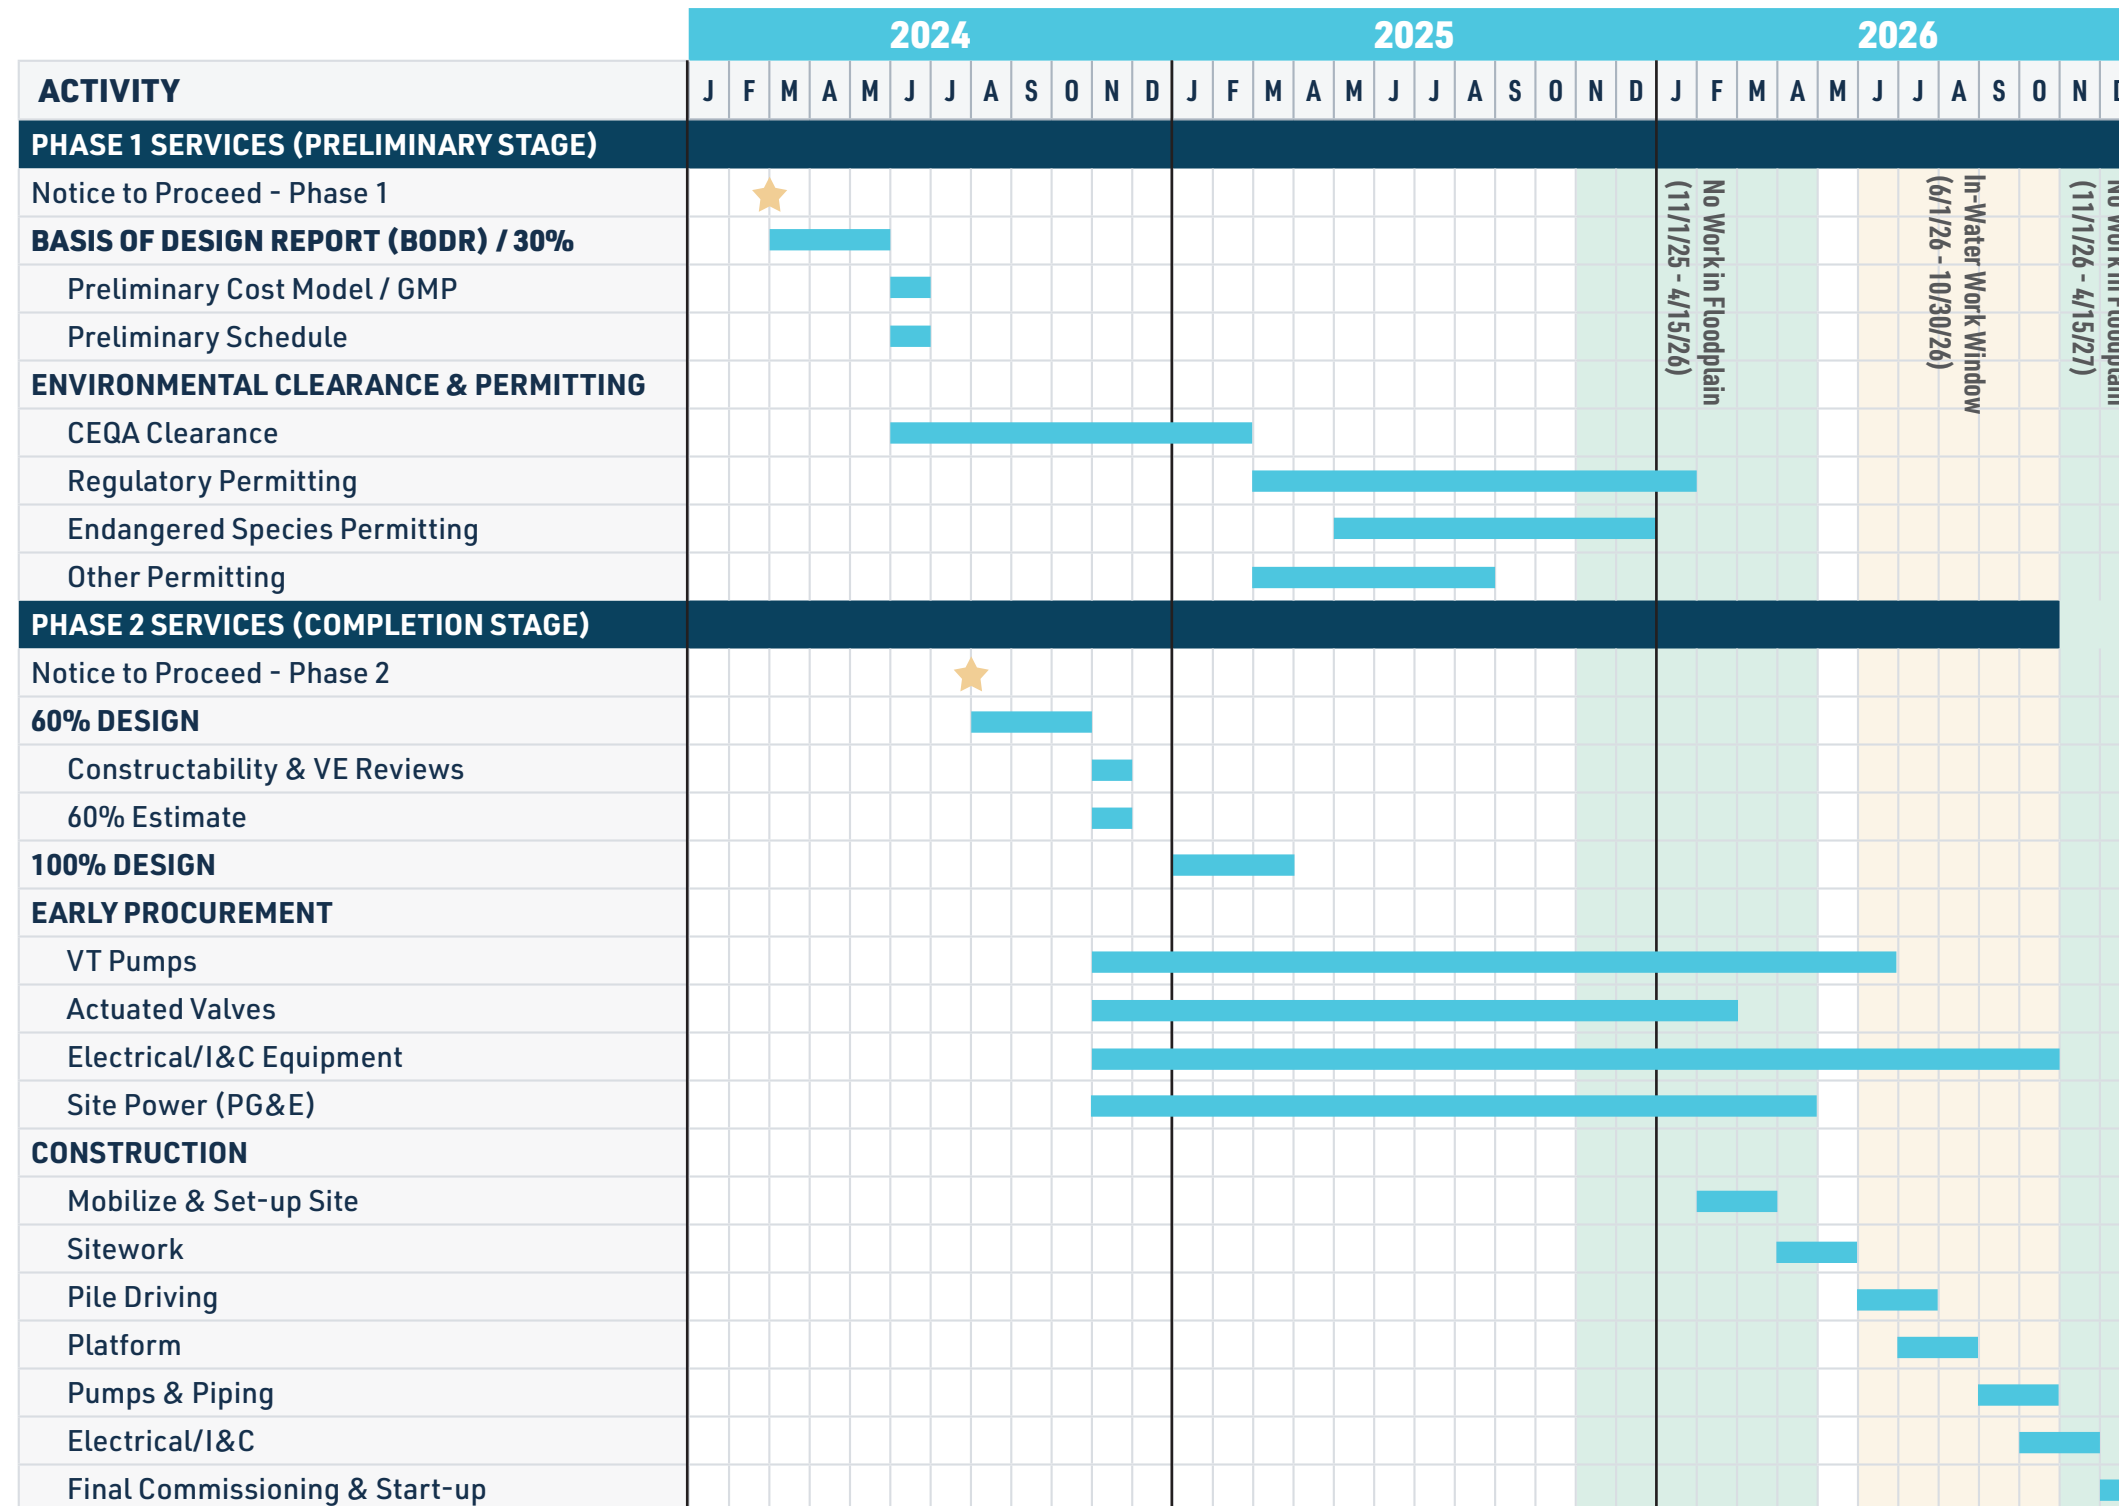 2024 2025 2026
ACTIVITY J F M A M J J A S O N D J F M A M J J A S O N D J F M A M J J A S O N
PHASE 1 SERVICES (PRELIMINARY STAGE)
Notice to Proceed - Phase 1
BASIS OF DESIGN REPORT (BODR) / 30%
Preliminary Cost Model / GMP
Preliminary Schedule
ENVIRONMENTAL CLEARANCE & PERMITTING
CEQA Clearance
Regulatory Permitting
Endangered Species Permitting
Other Permitting
No Work in Floodplain
(11/1/25 - 4/15/26)
In-Water Work Window
(6/1/26 - 10/30/26)
No Work in Floodplain
(11/1/26 - 4/15/27)
PHASE 2 SERVICES (COMPLETION STAGE)
Notice to Proceed - Phase 2
60% DESIGN
Constructability & VE Reviews
60% Estimate
100% DESIGN
EARLY PROCUREMENT
VT Pumps
Actuated Valves
Electrical/I&C Equipment
Site Power (PG&E)
CONSTRUCTION
Mobilize & Set-up Site
Sitework
Pile Driving
Platform
Pumps & Piping
Electrical/I&C
Final Commissioning & Start-up